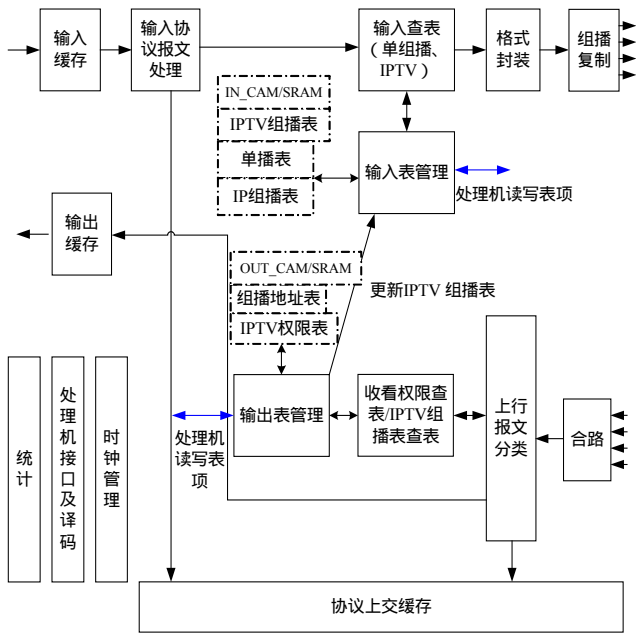 输入
缓存
输入协
议报文
处理
输入查表
（单组播、
IPTV）
格式
封装
组播
复制
IN_CAM/SRAM
IPTV组播表
单播表
IP组播表
输入表管理
处理机读写表项
输出
缓存
OUT_CAM/SRAM
组播地址表
IPTV权限表
更新IPTV 组播表
输出表管理
收看权限查
表/IPTV组
播表查表
上行
报文
分类
合路
处理机
读写表
项
统计
处理机接口及译码
时钟管理
协议上交缓存